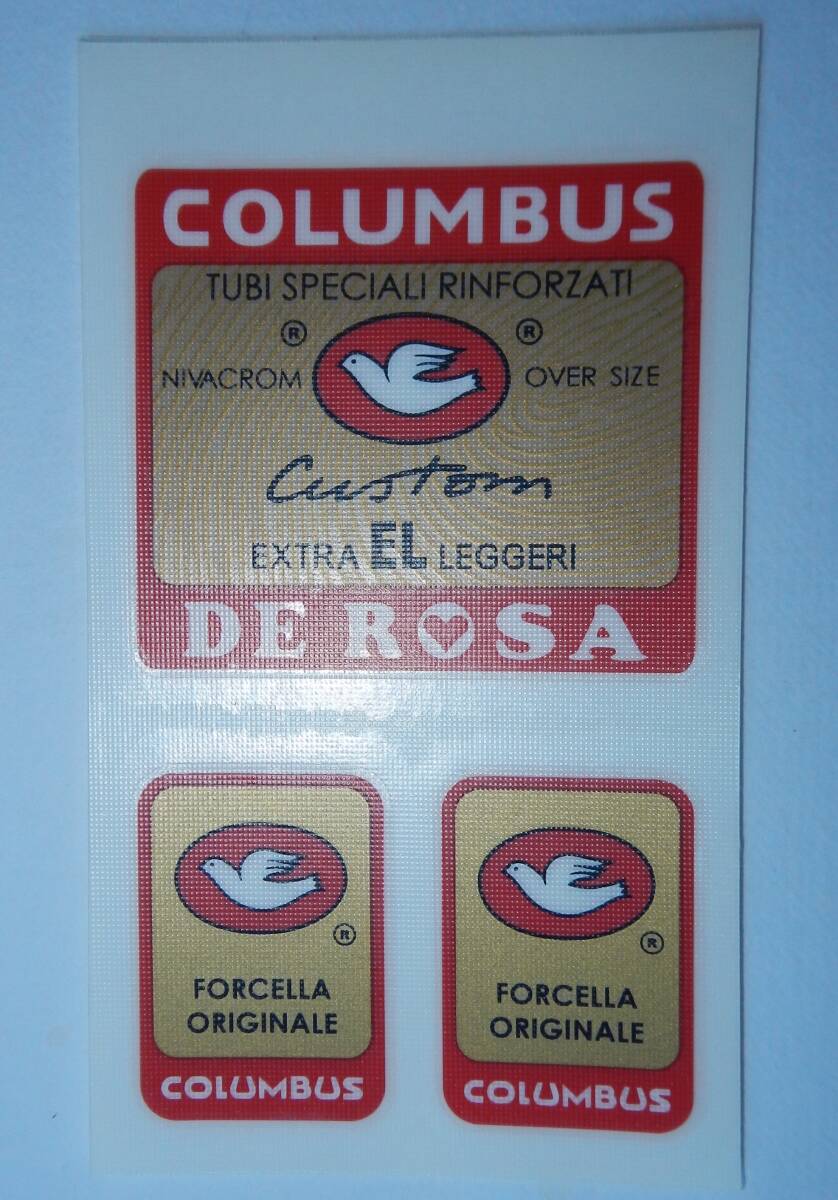 COLUMBUS
TUBI SPECIALI RINFORZATI
® ®
NIVACROM OVER SIZE
Custom
EXTRA EL LEGGERI
DE ROSA
®
FORCELLA
ORIGINALE
COLUMBUS
®
FORCELLA
ORIGINALE
COLUMBUS